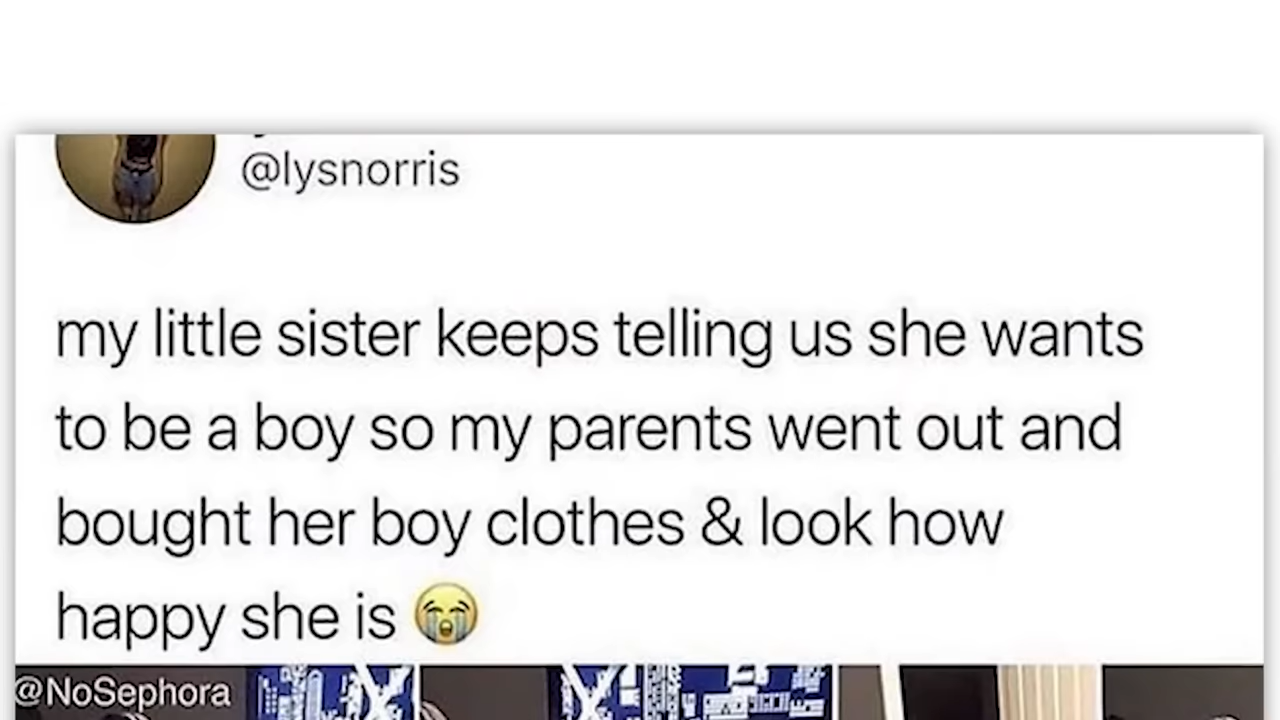 @lysnorris
my little sister keeps telling us she wants
to be a boy so my parents went out and
bought her boy clothes & look how
happy she is 😭
@NoSephora